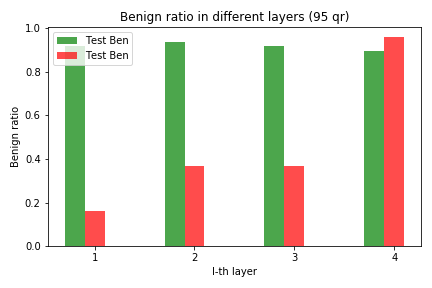 Benign ratio in different layers (95 qr)
Test Ben
Test Ben
1.0
0.8
0.6
0.4
0.2
0.0
Benign ratio
1 2 3 4
l-th layer